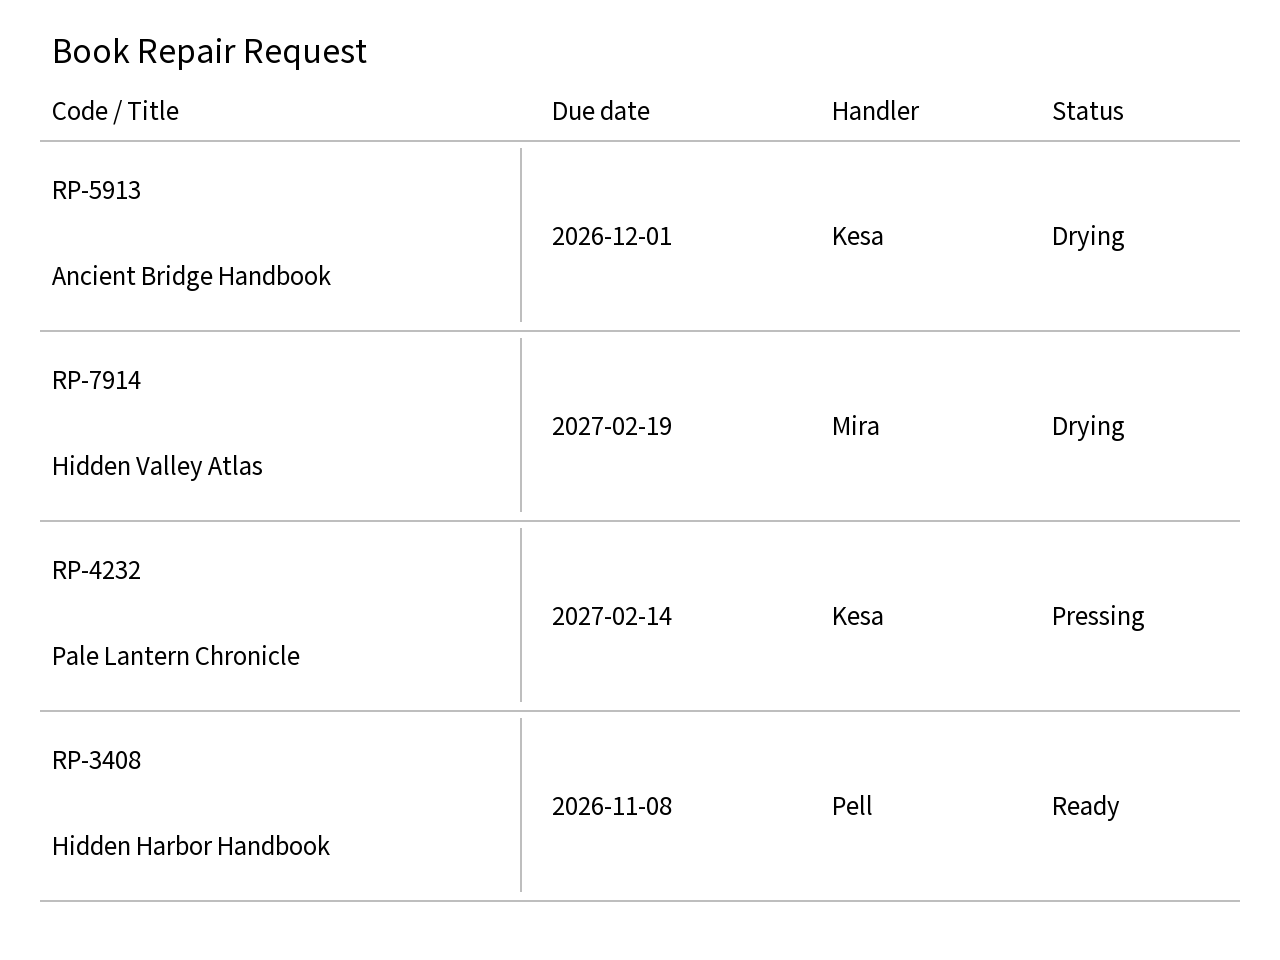 Book Repair Request
Code / Title Due date Handler Status
RP-5913
Ancient Bridge Handbook
2026-12-01 Kesa Drying
RP-7914
Hidden Valley Atlas
2027-02-19 Mira Drying
RP-4232
Pale Lantern Chronicle
2027-02-14 Kesa Pressing
RP-3408
Hidden Harbor Handbook
2026-11-08 Pell Ready